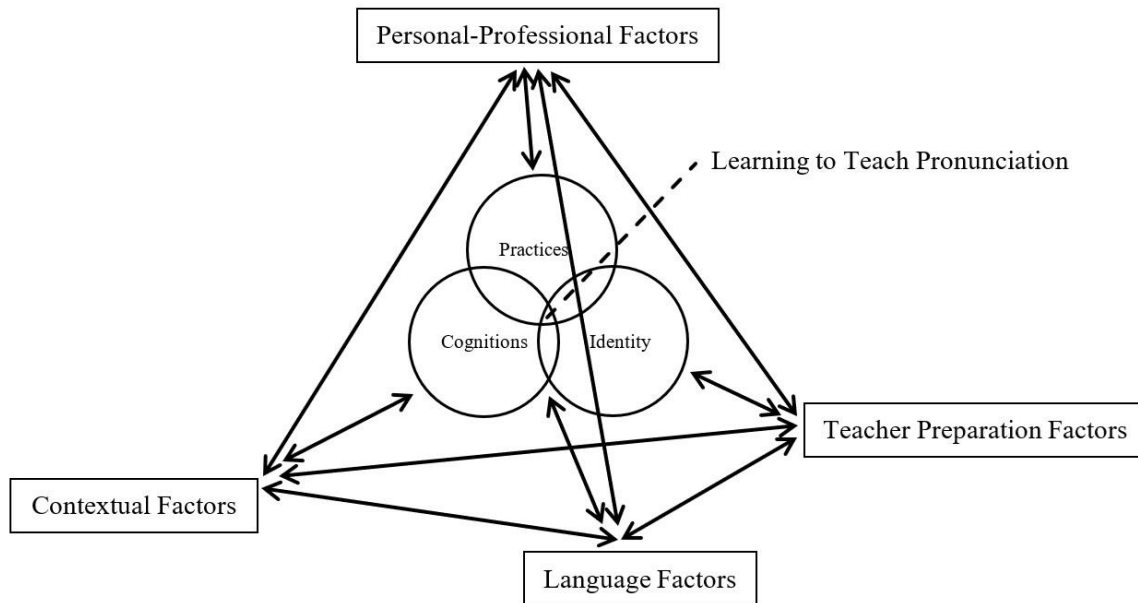 Personal-Professional Factors
Learning to Teach Pronunciation
Practices
Cognitions
Identity
Teacher Preparation Factors
Contextual Factors
Language Factors